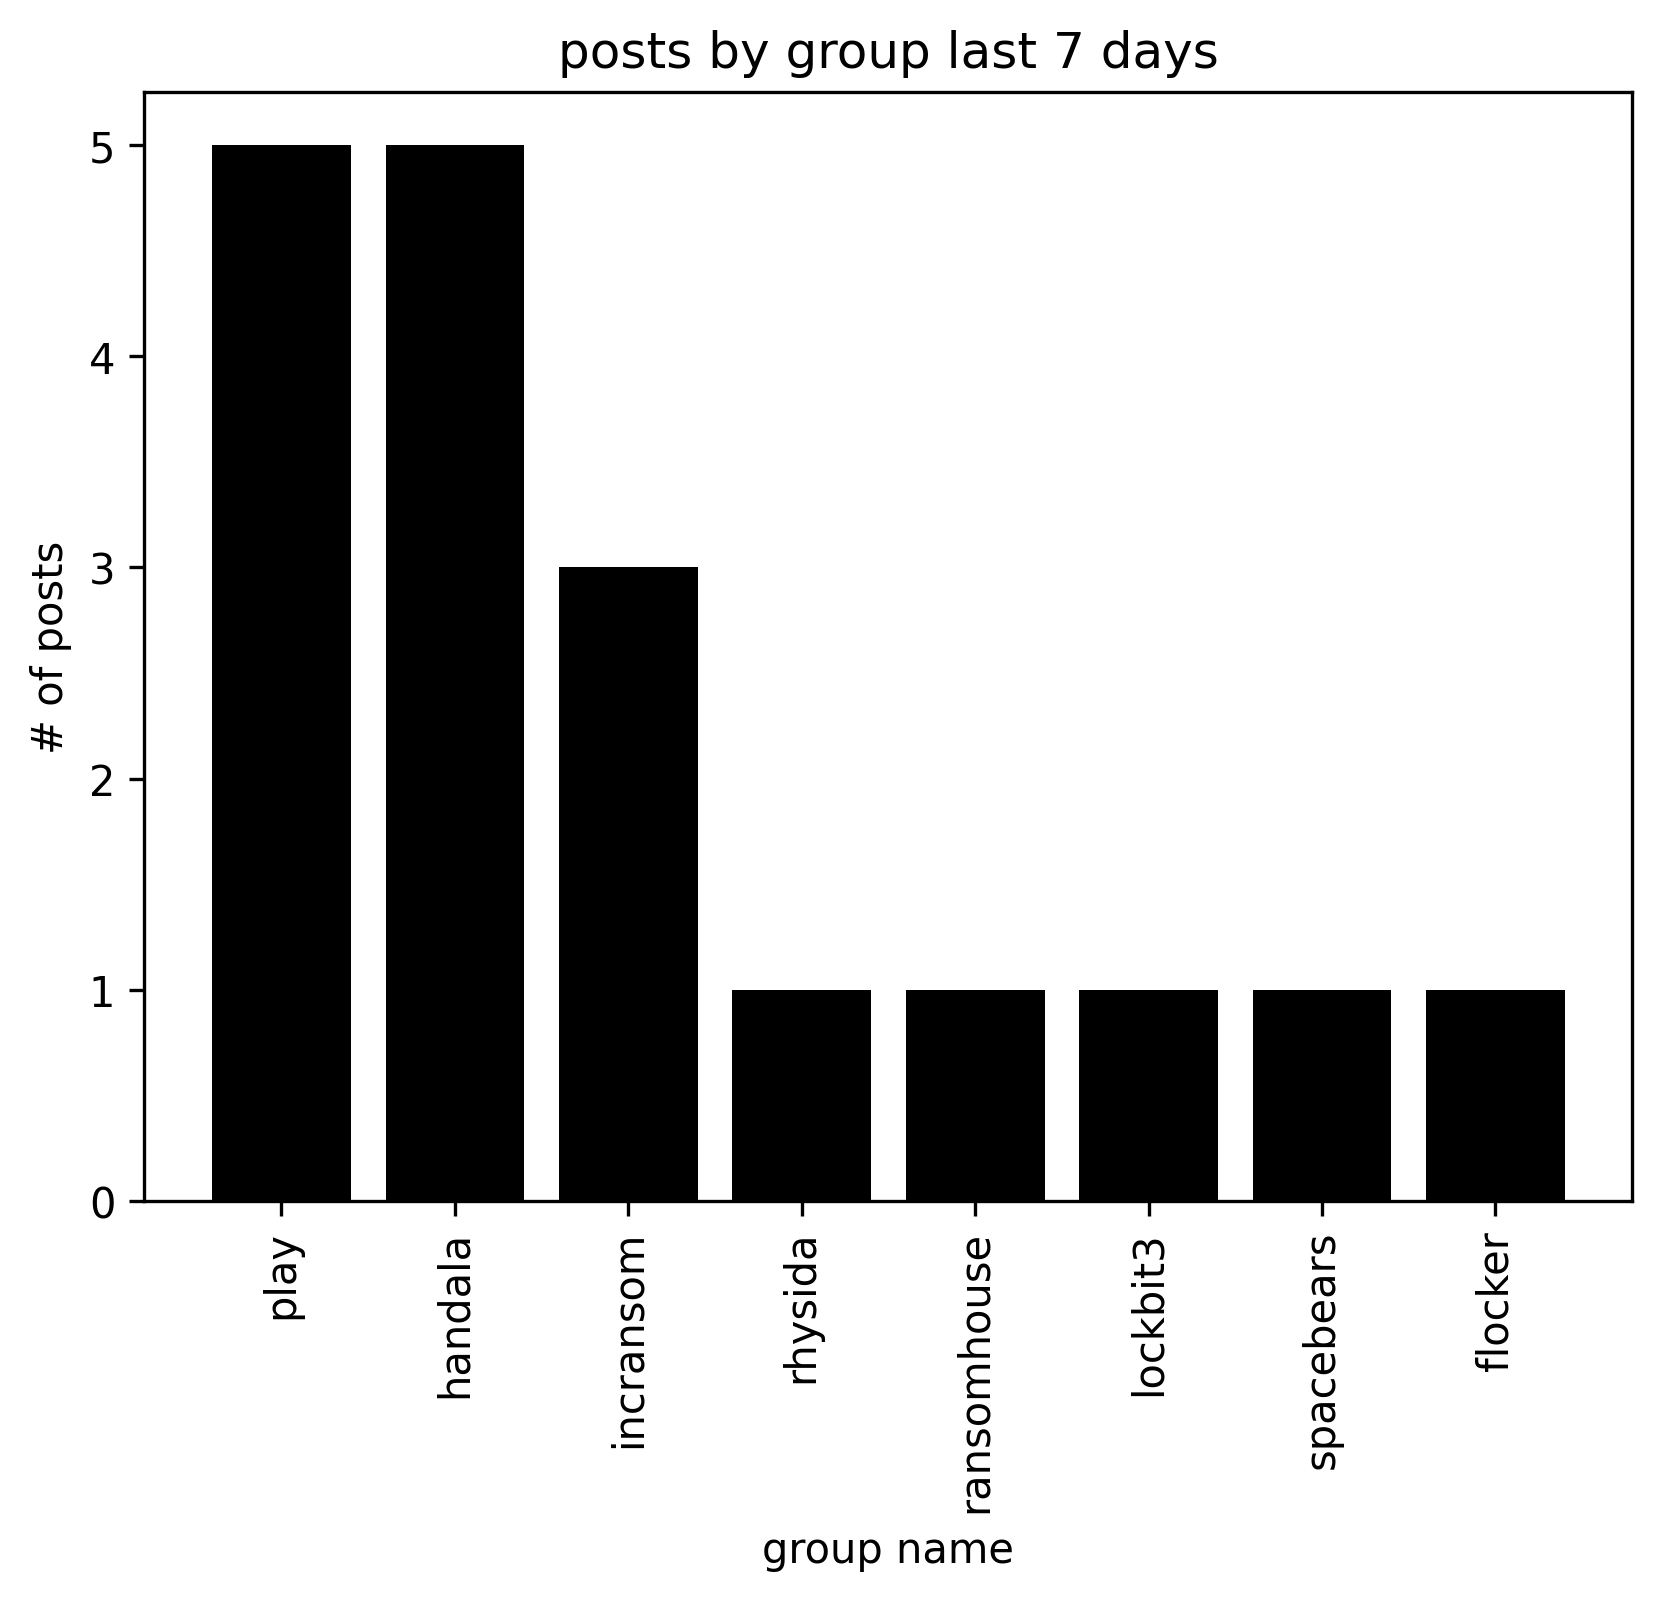 posts by group last 7 days
# of posts
5
4
3
2
1
0
play
handala
incransom
rhysida
ransomhouse
lockbit3
spacebears
flocker
group name